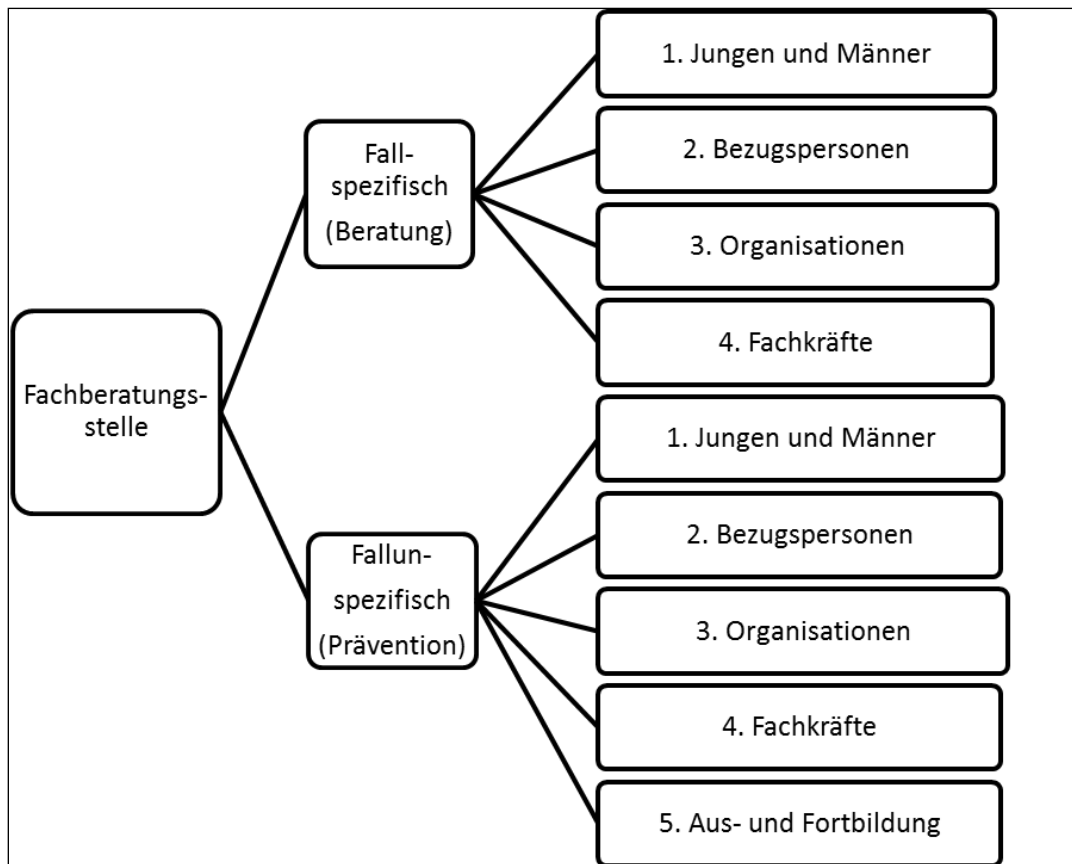 Fachberatungs-
stelle
Fall-
spezifisch
(Beratung)
1. Jungen und Männer
2. Bezugspersonen
3. Organisationen
4. Fachkräfte
Fallun-
spezifisch
(Prävention)
1. Jungen und Männer
2. Bezugspersonen
3. Organisationen
4. Fachkräfte
5. Aus- und Fortbildung